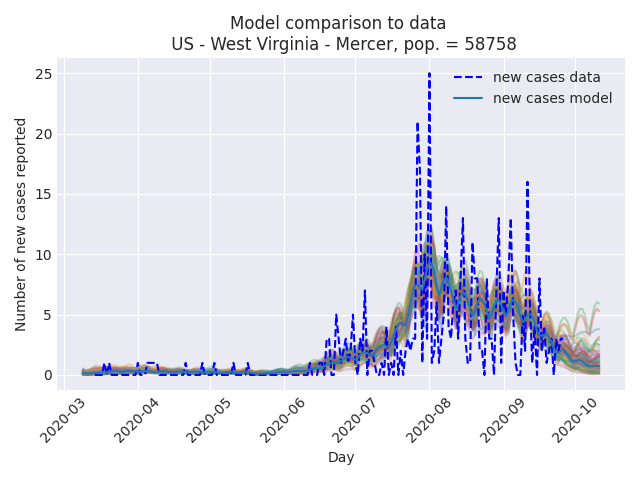 Model comparison to data
US - West Virginia - Mercer, pop. = 58758
new cases data
new cases model
Number of new cases reported
25
20
15
10
5
0
2020-03
2020-04
2020-05
2020-06
2020-07
2020-08
2020-09
2020-10
Day